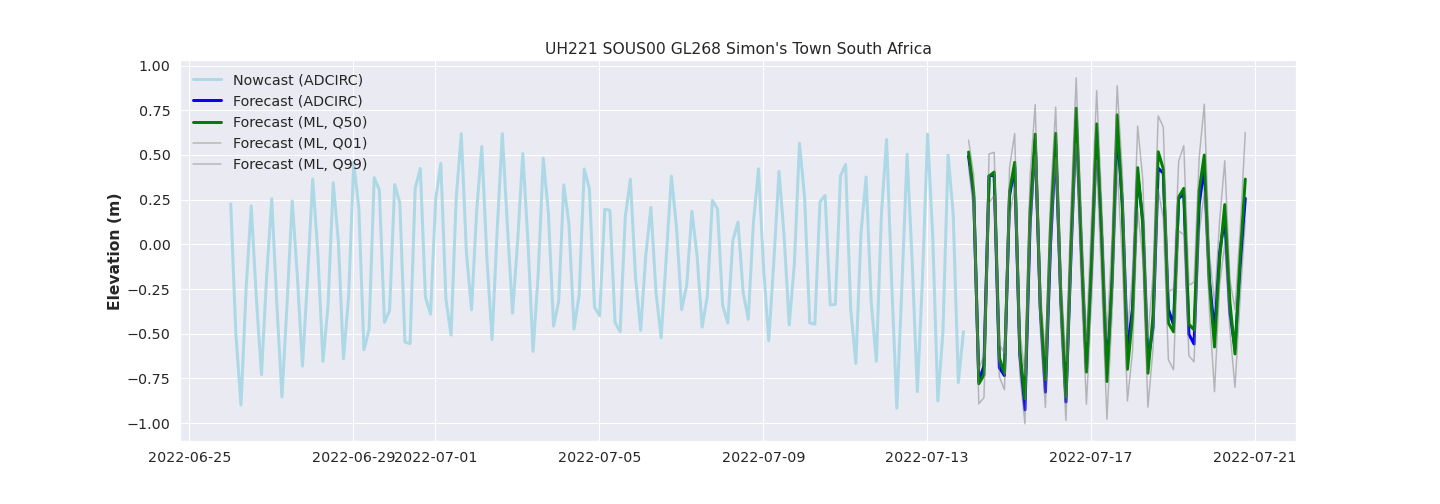 UH221 SOUS00 GL268 Simon's Town South Africa
1.00
0.75
0.50
0.25
0.00
−0.25
−0.50
−0.75
−1.00
Elevation (m)
Nowcast (ADCIRC)
Forecast (ADCIRC)
Forecast (ML, Q50)
Forecast (ML, Q01)
Forecast (ML, Q99)
2022-06-25 2022-06-29 2022-07-01 2022-07-05 2022-07-09 2022-07-13 2022-07-17 2022-07-21